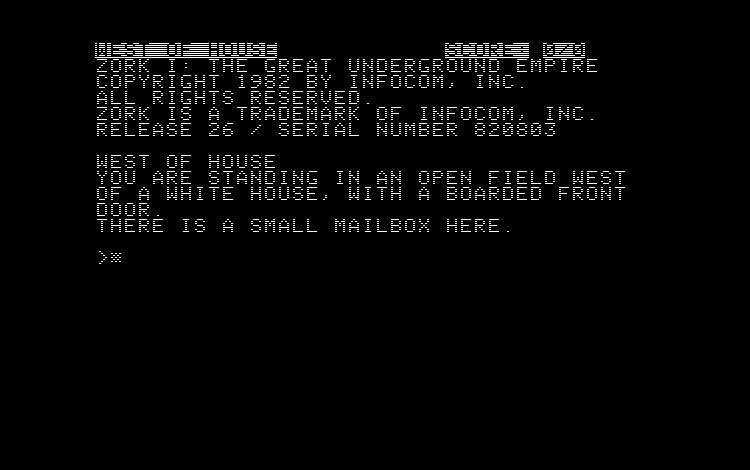 WEST OF HOUSE SCORE: 0/0
ZORK I: THE GREAT UNDERGROUND EMPIRE
COPYRIGHT 1982 BY INFOCOM, INC.
ALL RIGHTS RESERVED.
ZORK IS A TRADEMARK OF INFOCOM, INC.
RELEASE 26 / SERIAL NUMBER 820803
WEST OF HOUSE
YOU ARE STANDING IN AN OPEN FIELD WEST
OF A WHITE HOUSE, WITH A BOARDED FRONT
DOOR.
THERE IS A SMALL MAILBOX HERE.
>